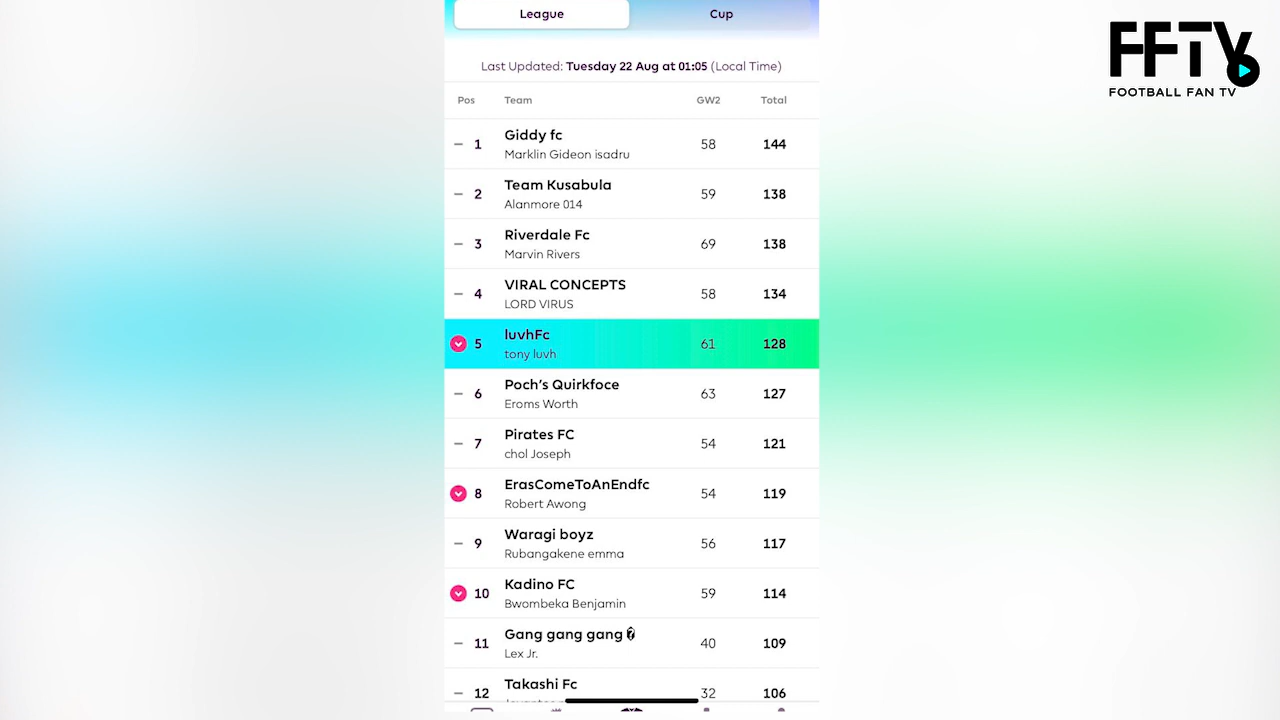 League Cup
FFTV
FOOTBALL FAN TV
Last Updated: Tuesday 22 Aug at 01:05 (Local Time)
Pos Team GW2 Total
1 Giddy fc 58 144
Marklin Gideon isadru
2 Team Kusabula 59 138
Alanmore 014
3 Riverdale Fc 69 138
Marvin Rivers
4 VIRAL CONCEPTS 58 134
LORD VIRUS
5 luvhFc 61 128
tony luvh
6 Poch's Quirkfoce 63 127
Eroms Worth
7 Pirates FC 54 121
chol Joseph
8 ErasComeToAnEndfc 54 119
Robert Awong
9 Waragi boyz 56 117
Rubangakene emma
10 Kadino FC 59 114
Bwombeka Benjamin
11 Gang gang gang � 40 109
Lex Jr.
12 Takashi Fc 32 106